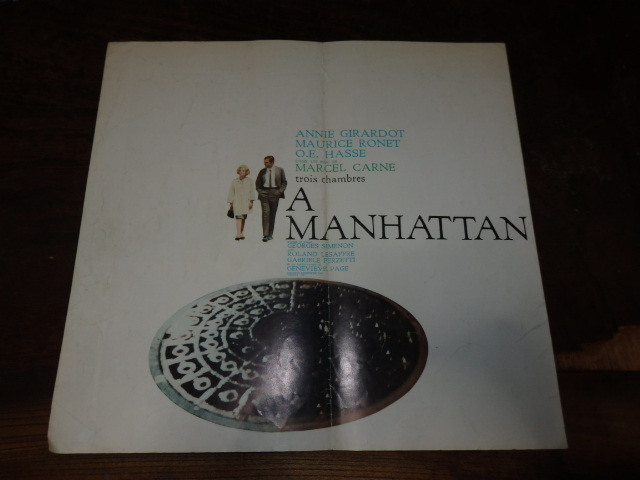 ANNIE GIRARDOT
MAURICE RONET
O.E. HASSE
MARCEL CARNE
trois chambres
A
MANHATTAN
GEORGES SIMENON
ROLAND LESAFFRE
GABRIELE FERZETTI
GENEVIEVE PAGE